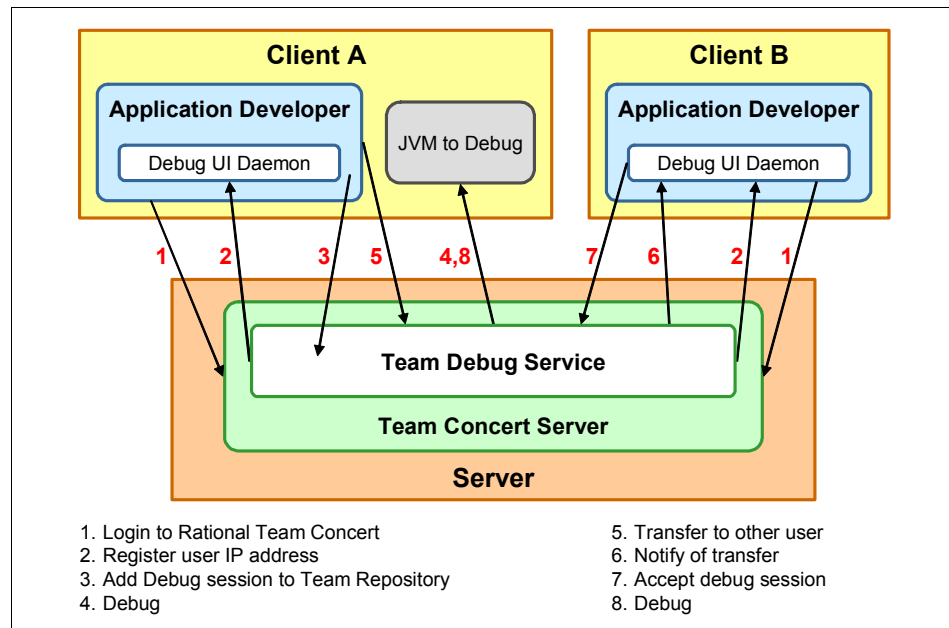 Client A
Client B
Application Developer
Application Developer
Debug UI Daemon
JVM to Debug
Debug UI Daemon
1
2
3
5
4,8
7
6
2
1
Team Debug Service
Team Concert Server
Server
1. Login to Rational Team Concert
2. Register user IP address
3. Add Debug session to Team Repository
4. Debug
5. Transfer to other user
6. Notify of transfer
7. Accept debug session
8. Debug